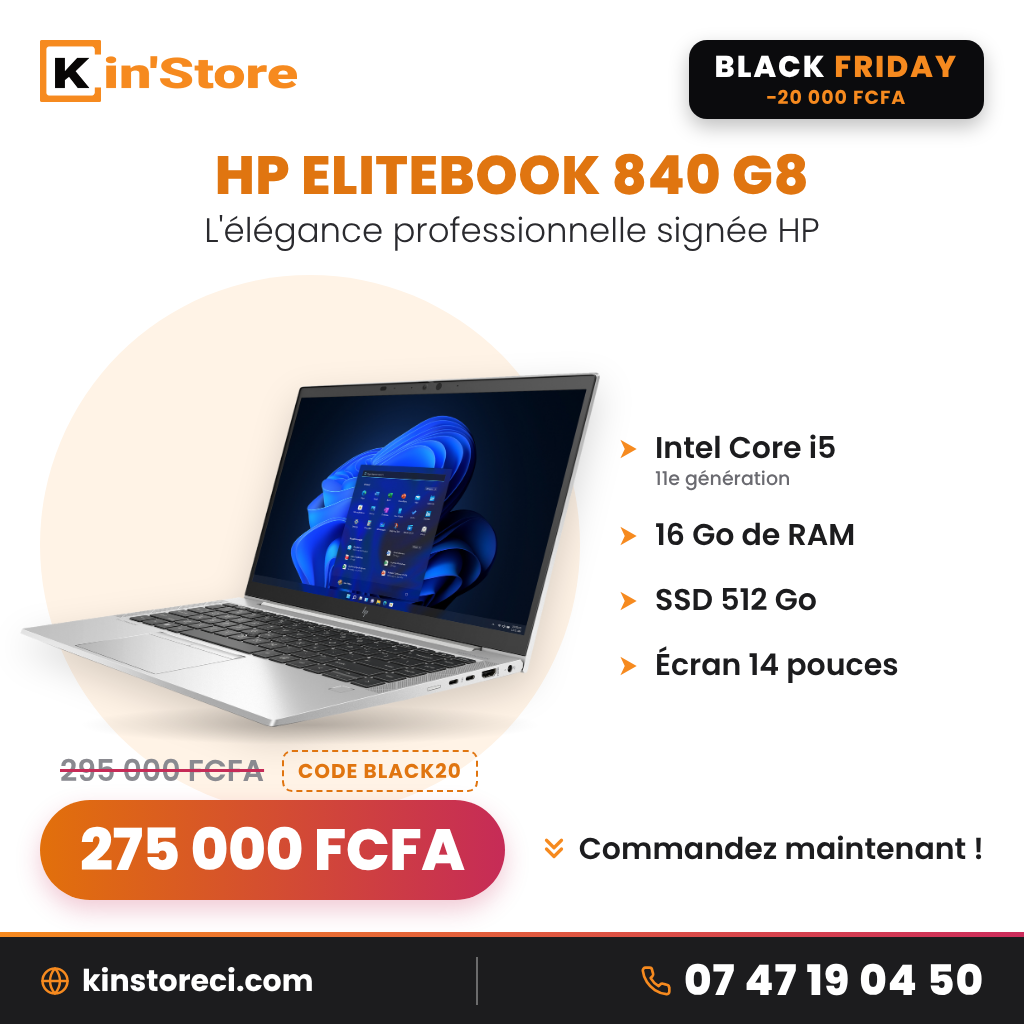 Kin'Store
BLACK FRIDAY
-20 000 FCFA
HP ELITEBOOK 840 G8
L'élégance professionnelle signée HP
Intel Core i5
11e génération
16 Go de RAM
SSD 512 Go
Écran 14 pouces
295 000 FCFA
CODE BLACK20
275 000 FCFA
Commandez maintenant !
kinstoreci.com
07 47 19 04 50